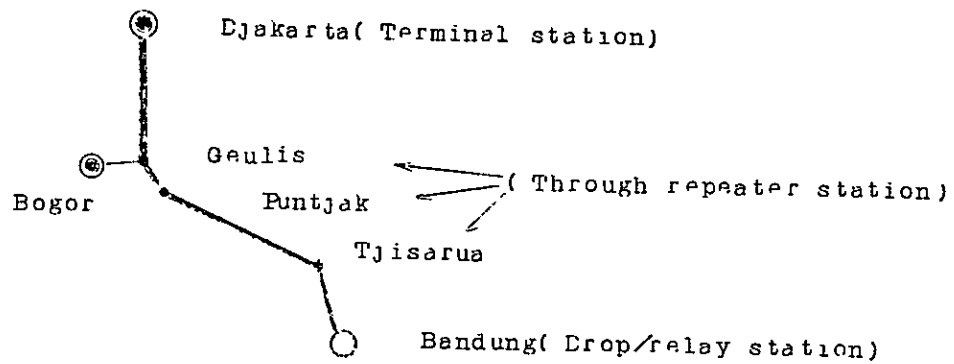 Djakarta( Terminal station)
Geulis
( Through repeater station)
Bogor
Puntjak
Tjisarua
Bandung( Drop/relay station)